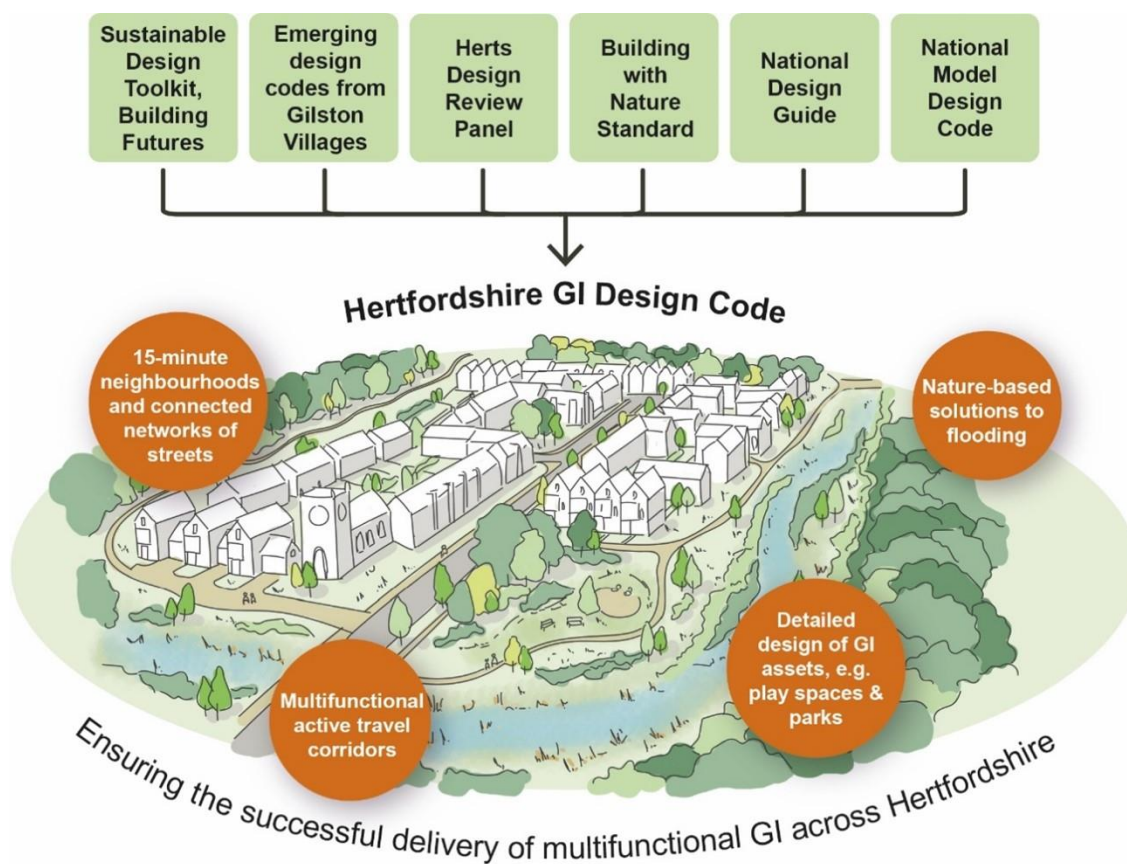 Sustainable
Design
Toolkit,
Building
Futures
Emerging
design
codes from
Gilston
Villages
Herts
Design
Review
Panel
Building
with
Nature
Standard
National
Design
Guide
National
Model
Design
Code
Hertfordshire GI Design Code
15-minute
neighbourhoods
and connected
networks of
streets
Nature-based
solutions to
flooding
Multifunctional
active travel
corridors
Detailed
design of GI
assets, e.g.
play spaces &
parks
Ensuring the successful delivery of multifunctional GI across Hertfordshire